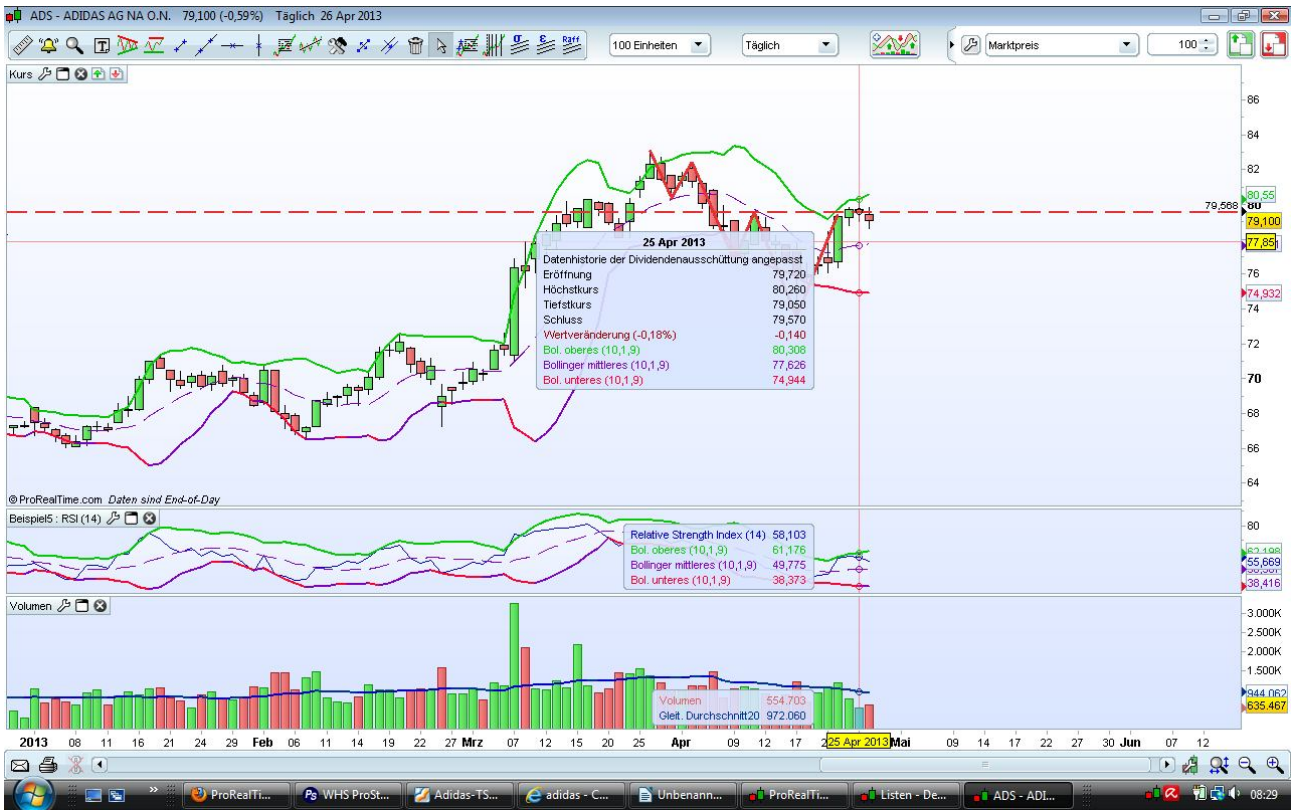 ADS - ADIDAS AG NA O.N. 79,100 (-0,59%) Täglich 26 Apr 2013
100 Einheiten Täglich Marktpreis 100
Kurs
86
84
82
80,55
80
79,568
79,100
77,85
76
74,932
74
72
70
68
66
64
25 Apr 2013
Datenhistorie der Dividendenausschüttung angepasst
Eröffnung 79,720
Höchstkurs 80,260
Tiefstkurs 79,050
Schluss 79,570
Wertveränderung (-0,18%) -0,140
Bol. oberes (10,1,9) 80,308
Bollinger mittleres (10,1,9) 77,626
Bol. unteres (10,1,9) 74,944
© ProRealTime.com Daten sind End-of-Day
Beispiel5 : RSI (14)
80
62,198
55,669
38,416
Relative Strength Index (14) 58,103
Bol. oberes (10,1,9) 61,176
Bollinger mittleres (10,1,9) 49,775
Bol. unteres (10,1,9) 38,373
Volumen
3.000K
2.500K
2.000K
1.500K
944.062
635.467
Volumen 554.703
Gleit. Durchschnitt20 972.060
2013 08 11 16 21 24 29 Feb 06 11 14 19 22 27 Mrz 07 12 15 20 25 Apr 09 12 17 25 Apr 2013 Mai 09 14 17 22 27 30 Jun 07 12
ProRealTi... WHS ProSt... Adidas-TS... adidas - C... Unbenann... ProRealTi... Listen - De... ADS - ADI... 08:29